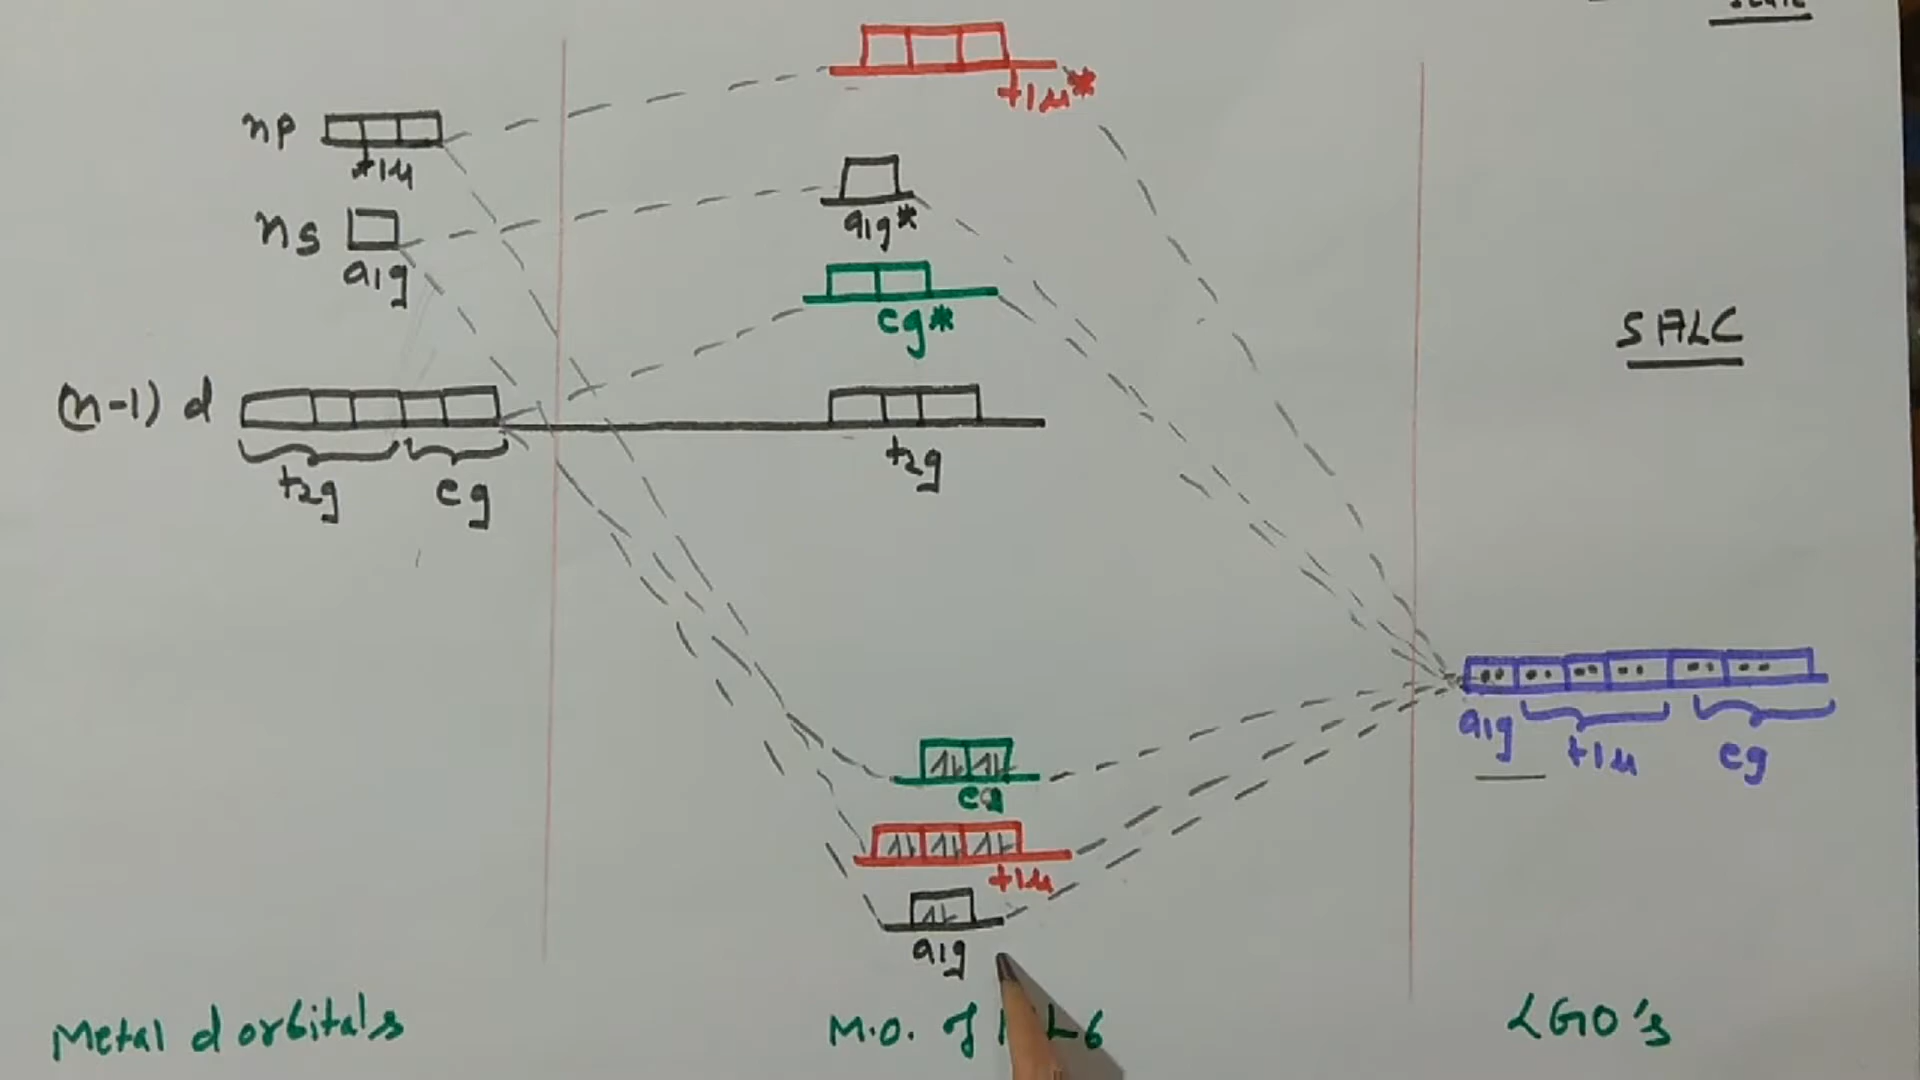 t1u*
np
t1u
a1g*
ns
a1g
eg*
SALC
(n-1) d
t2g
t2g
eg
a1g
t1u
eg
eg
t1u
a1g
Metal d orbitals
M.O. of L6
LGO's